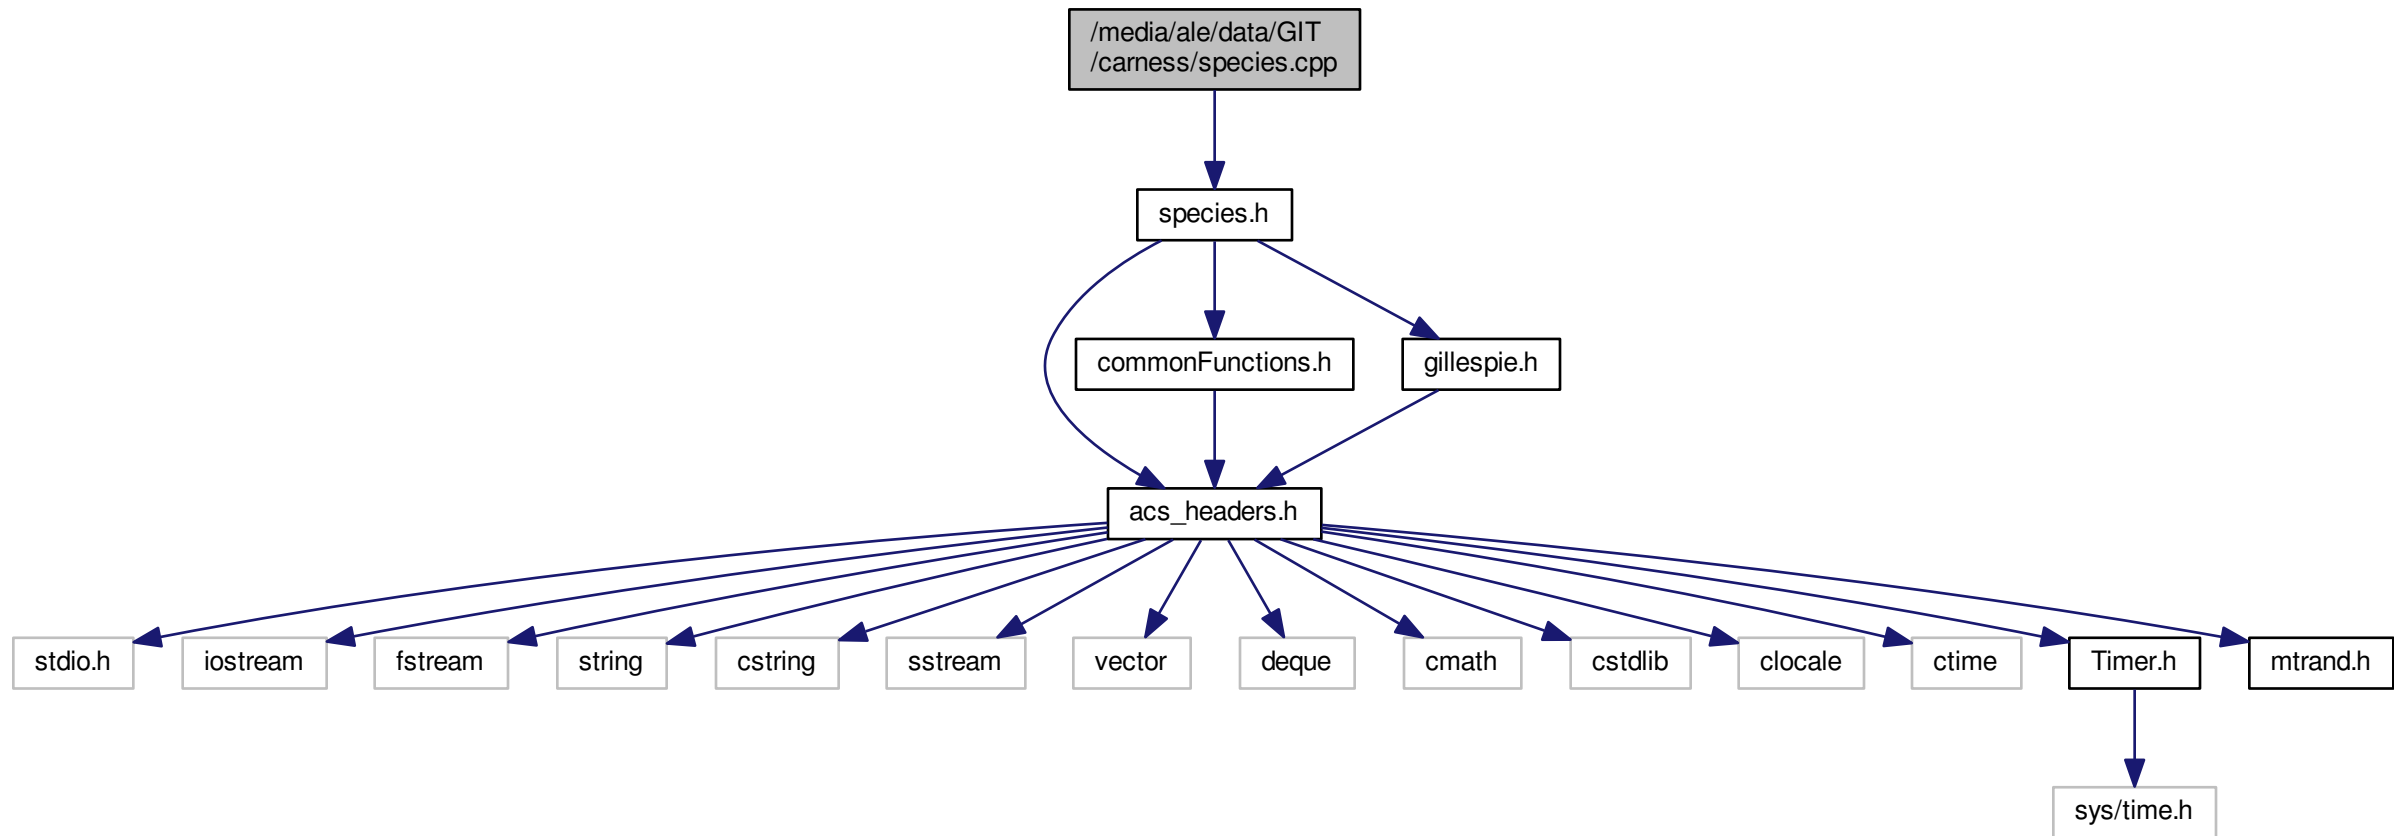 /media/ale/data/GIT
/carness/species.cpp
species.h
commonFunctions.h
gillespie.h
acs_headers.h
stdio.h
iostream
fstream
string
cstring
sstream
vector
deque
cmath
cstdlib
clocale
ctime
Timer.h
mtrand.h
sys/time.h